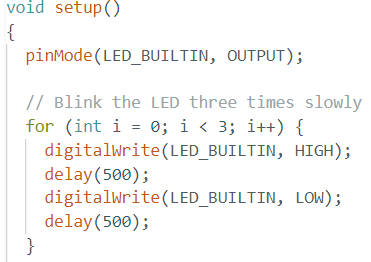 void setup()
{
  pinMode(LED_BUILTIN, OUTPUT);

  // Blink the LED three times slowly
  for (int i = 0; i < 3; i++) {
    digitalWrite(LED_BUILTIN, HIGH);
    delay(500);
    digitalWrite(LED_BUILTIN, LOW);
    delay(500);
  }